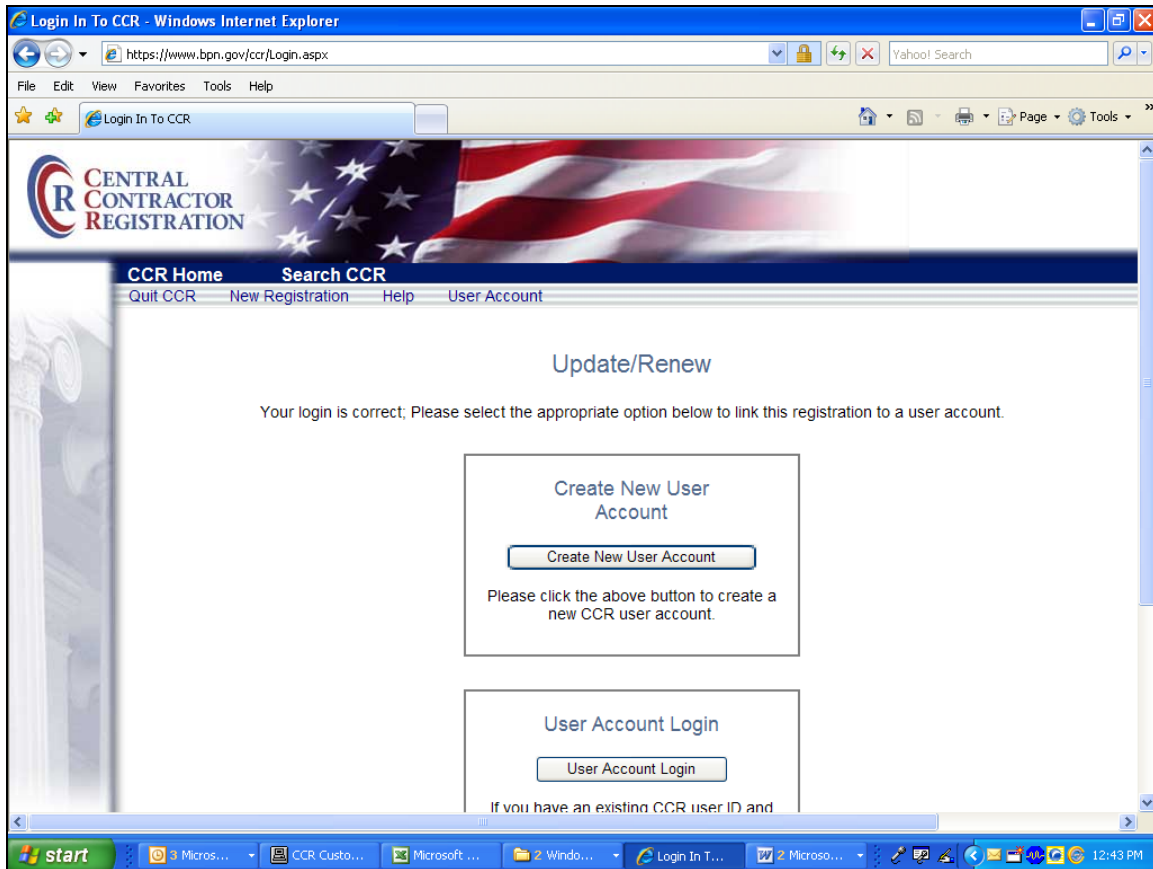 Login In To CCR - Windows Internet Explorer
https://www.bpn.gov/ccr/Login.aspx
Yahoo! Search
File Edit View Favorites Tools Help
Login In To CCR
Page Tools »
CENTRAL
CONTRACTOR
REGISTRATION
CCR Home Search CCR
Quit CCR New Registration Help User Account
Update/Renew
Your login is correct; Please select the appropriate option below to link this registration to a user account.
Create New User
Account
Create New User Account
Please click the above button to create a
new CCR user account.
User Account Login
User Account Login
If you have an existing CCR user ID and
start 3 Micros... CCR Custo... Microsoft ... 2 Windo... Login In T... 2 Microso... 12:43 PM